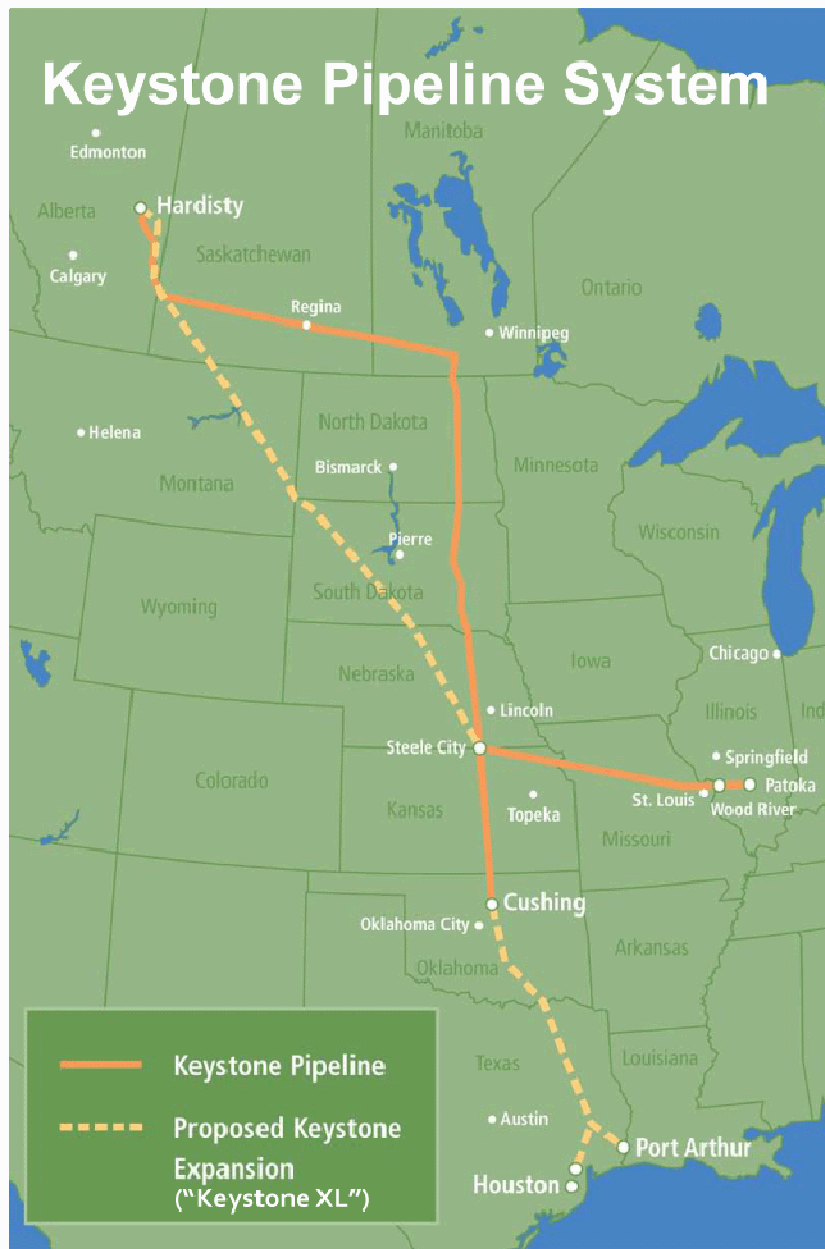 Keystone Pipeline System
Manitoba
Edmonton
Alberta
Hardisty
Saskatchewan
Calgary
Ontario
Regina
Winnipeg
Helena
North Dakota
Bismarck
Minnesota
Montana
Wisconsin
Pierre
South Dakota
Wyoming
Chicago
Iowa
Nebraska
Lincoln
Illinois
Ind
Steele City
Springfield
Colorado
Patoka
St. Louis
Wood River
Kansas
Topeka
Missouri
Cushing
Oklahoma City
Arkansas
Oklahoma
Texas
Louisiana
Austin
Port Arthur
Houston
Keystone Pipeline
Proposed Keystone
Expansion
("Keystone XL")